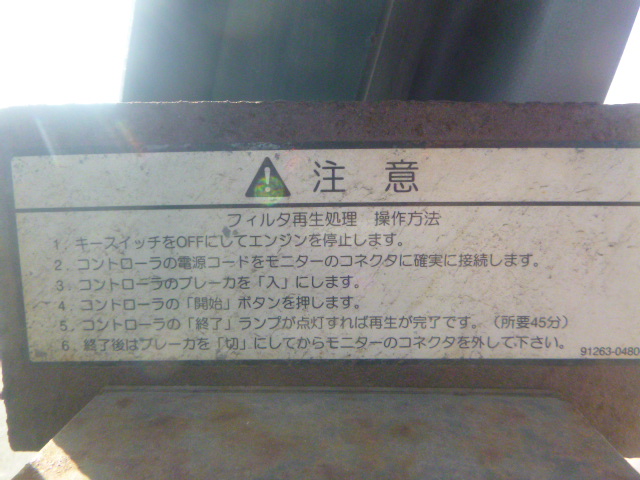 注意
フィルタ再生処理 操作方法
1. キースイッチをOFFにしてエンジンを停止します。
2. コントローラの電源コードをモニターのコネクタに確実に接続します。
3. コントローラのブレーカを「入」にします。
4. コントローラの「開始」ボタンを押します。
5. コントローラの「終了」ランプが点灯すれば再生が完了です。(所要45分)
6. 終了後はブレーカを「切」にしてからモニターのコネクタを外して下さい。
91263-0480